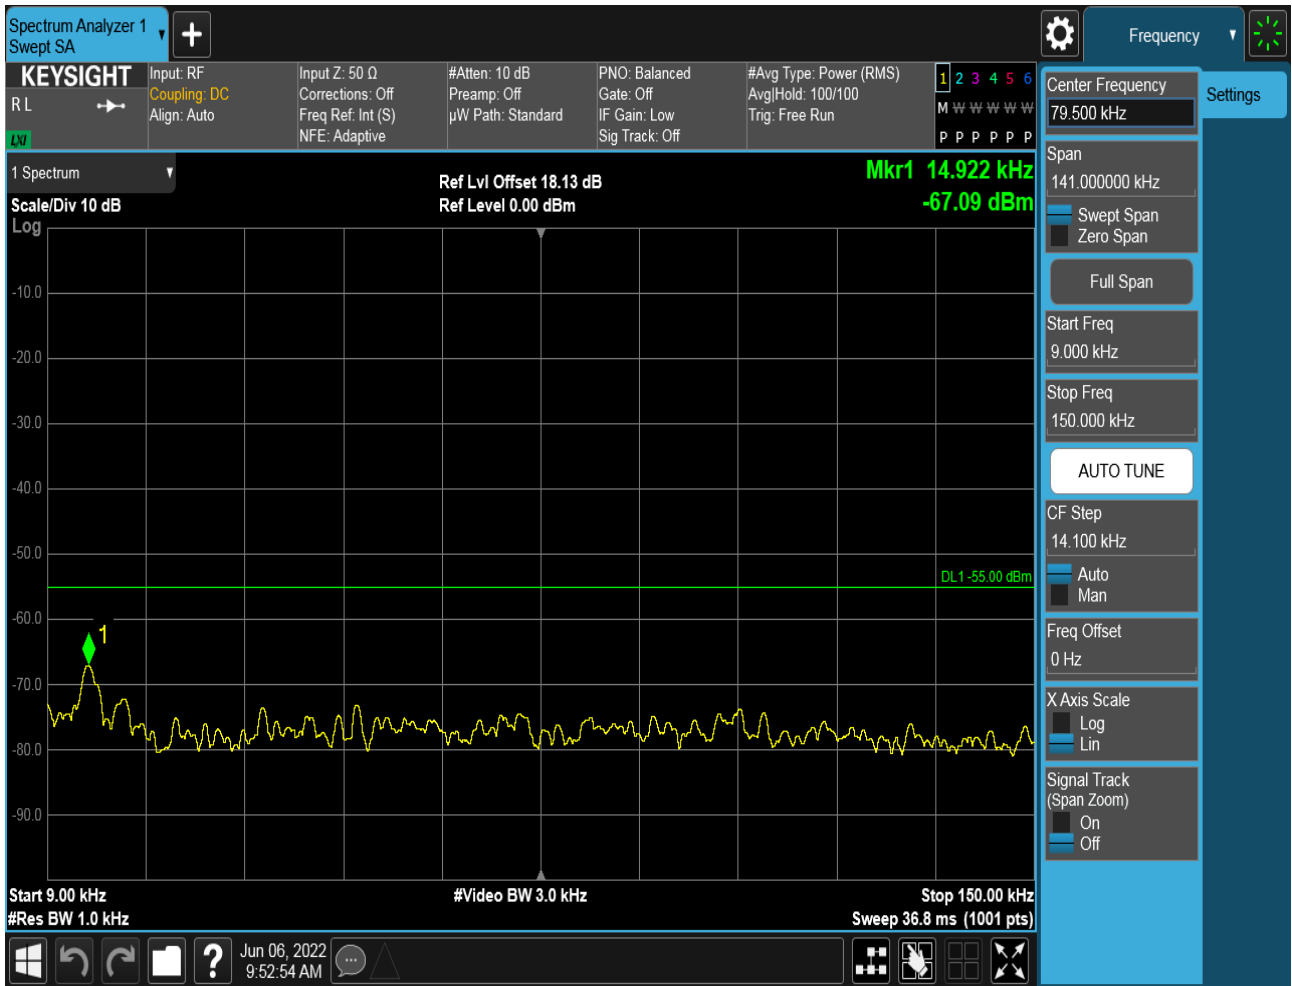 Spectrum Analyzer 1
Swept SA
Frequency
KEYSIGHT
R L
LXI
Input: RF
Coupling: DC
Align: Auto
Input Z: 50 Ω
Corrections: Off
Freq Ref: Int (S)
NFE: Adaptive
#Atten: 10 dB
Preamp: Off
µW Path: Standard
PNO: Balanced
Gate: Off
IF Gain: Low
Sig Track: Off
#Avg Type: Power (RMS)
Avg|Hold: 100/100
Trig: Free Run
1 2 3 4 5 6
M W W W W W
P P P P P P
1 Spectrum
Scale/Div 10 dB
Log
Ref Lvl Offset 18.13 dB
Ref Level 0.00 dBm
Mkr1 14.922 kHz
-67.09 dBm
-10.0
-20.0
-30.0
-40.0
-50.0
DL1 -55.00 dBm
-60.0
1
-70.0
-80.0
-90.0
Start 9.00 kHz
#Video BW 3.0 kHz
Stop 150.00 kHz
#Res BW 1.0 kHz
Sweep 36.8 ms (1001 pts)
Jun 06, 2022
9:52:54 AM
Center Frequency
79.500 kHz
Settings
Span
141.000000 kHz
Swept Span
Zero Span
Full Span
Start Freq
9.000 kHz
Stop Freq
150.000 kHz
AUTO TUNE
CF Step
14.100 kHz
Auto
Man
Freq Offset
0 Hz
X Axis Scale
Log
Lin
Signal Track
(Span Zoom)
On
Off